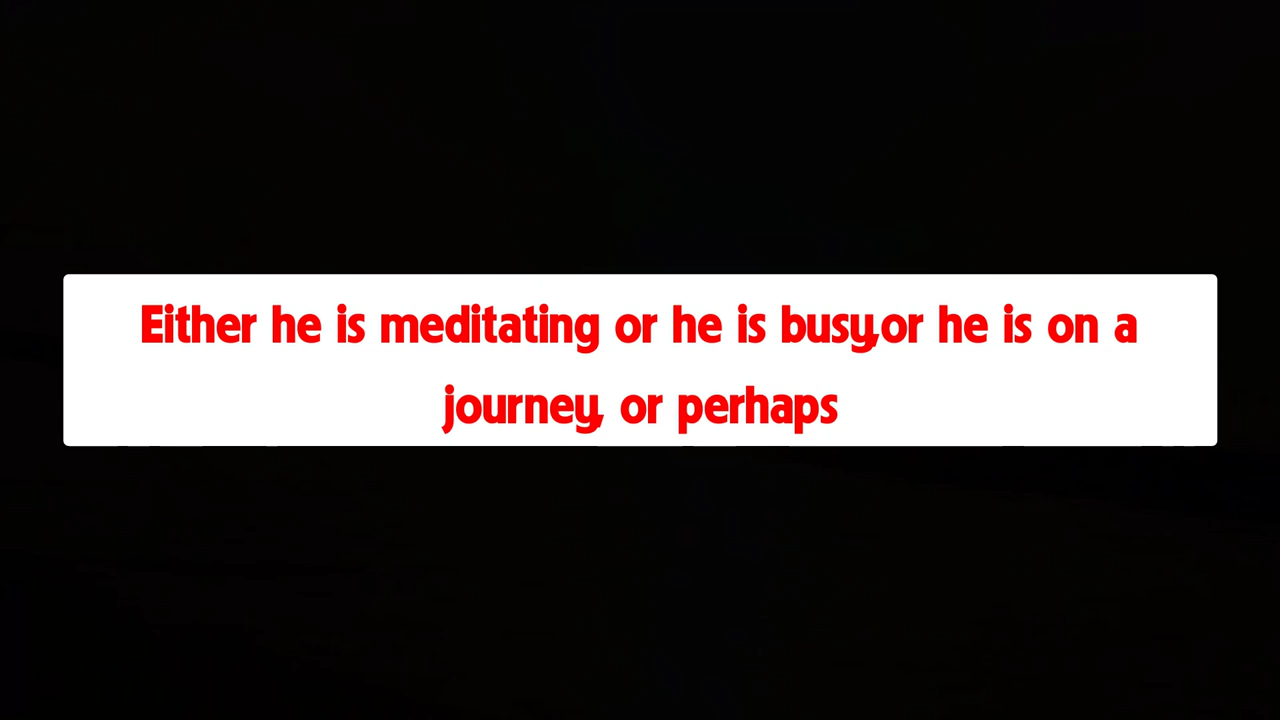 Either he is meditating or he is busy,or he is on a
journey, or perhaps